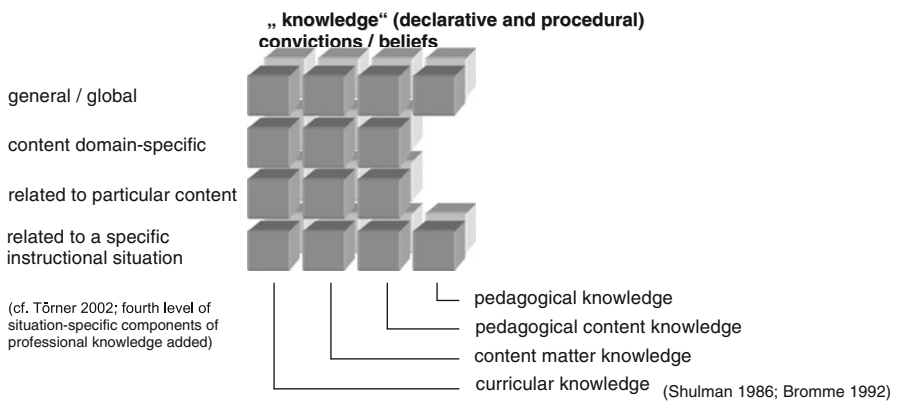 „ knowledge“ (declarative and procedural)
convictions / beliefs
general / global
content domain-specific
related to particular content
related to a specific
instructional situation
(cf. Törner 2002; fourth level of
situation-specific components of
professional knowledge added)
pedagogical knowledge
pedagogical content knowledge
content matter knowledge
curricular knowledge (Shulman 1986; Bromme 1992)